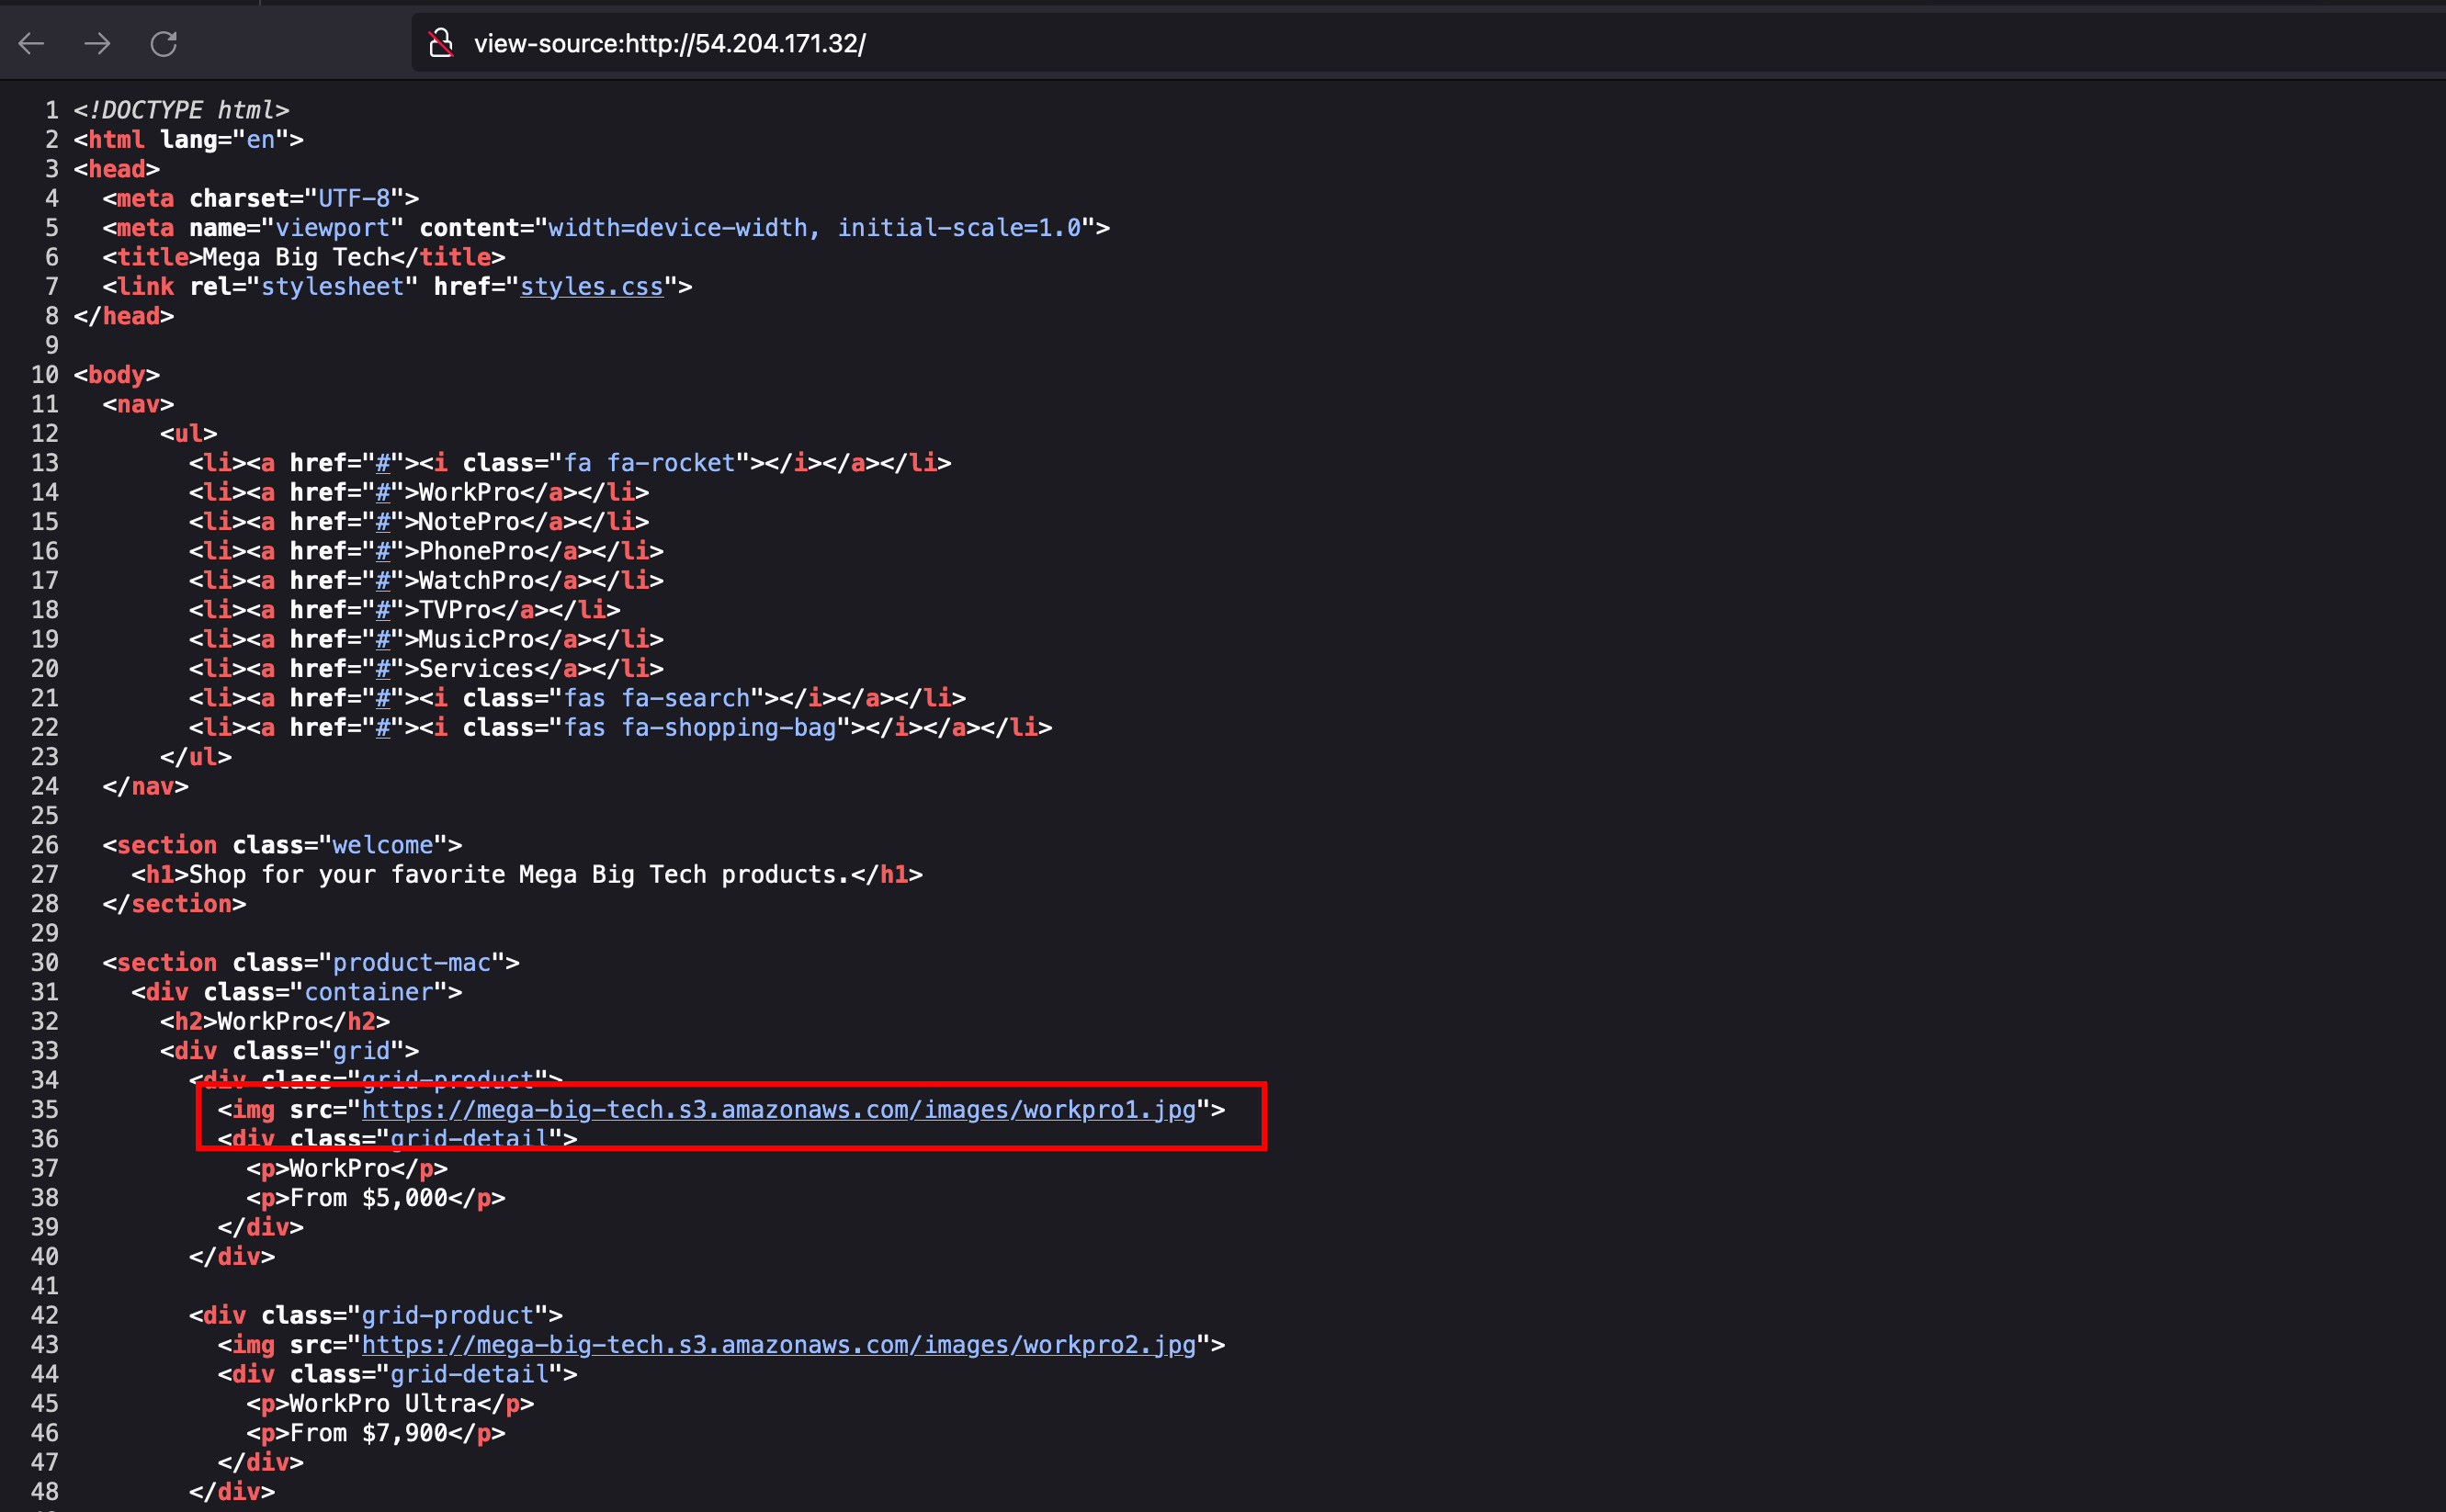 view-source:http://54.204.171.32/
1 <!DOCTYPE html>
2 <html lang="en">
3 <head>
4   <meta charset="UTF-8">
5   <meta name="viewport" content="width=device-width, initial-scale=1.0">
6   <title>Mega Big Tech</title>
7   <link rel="stylesheet" href="styles.css">
8 </head>
9
10 <body>
11   <nav>
12       <ul>
13         <li><a href="#"><i class="fa fa-rocket"></i></a></li>
14         <li><a href="#">WorkPro</a></li>
15         <li><a href="#">NotePro</a></li>
16         <li><a href="#">PhonePro</a></li>
17         <li><a href="#">WatchPro</a></li>
18         <li><a href="#">TVPro</a></li>
19         <li><a href="#">MusicPro</a></li>
20         <li><a href="#">Services</a></li>
21         <li><a href="#"><i class="fas fa-search"></i></a></li>
22         <li><a href="#"><i class="fas fa-shopping-bag"></i></a></li>
23       </ul>
24   </nav>
25
26   <section class="welcome">
27     <h1>Shop for your favorite Mega Big Tech products.</h1>
28   </section>
29
30   <section class="product-mac">
31     <div class="container">
32       <h2>WorkPro</h2>
33       <div class="grid">
34         <div class="grid-product">
35           <img src="https://mega-big-tech.s3.amazonaws.com/images/workpro1.jpg">
36           <div class="grid-detail">
37             <p>WorkPro</p>
38             <p>From $5,000</p>
39           </div>
40         </div>
41
42         <div class="grid-product">
43           <img src="https://mega-big-tech.s3.amazonaws.com/images/workpro2.jpg">
44           <div class="grid-detail">
45             <p>WorkPro Ultra</p>
46             <p>From $7,900</p>
47           </div>
48         </div>